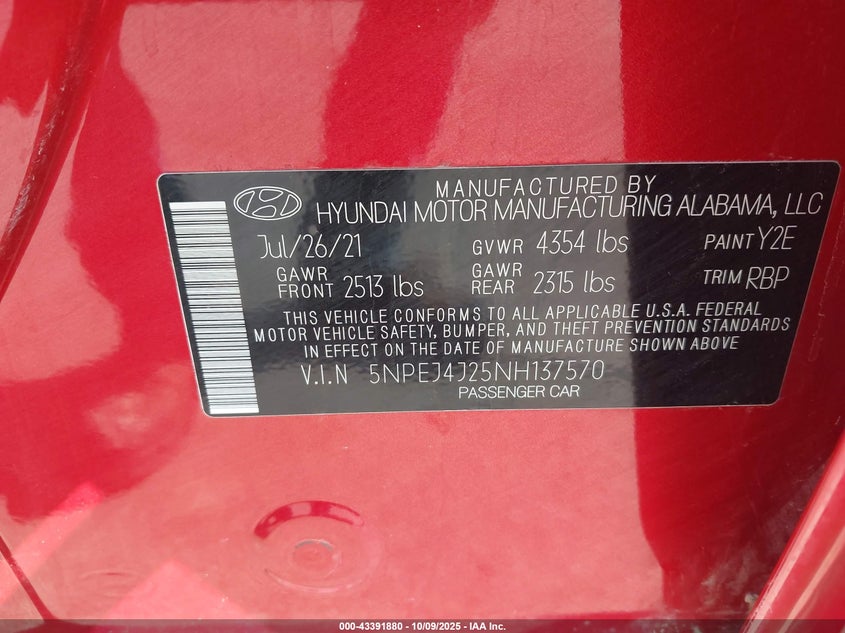 MANUFACTURED BY
HYUNDAI MOTOR MANUFACTURING ALABAMA, LLC
Jul/26/21 GVWR 4354 lbs PAINT Y2E
GAWR FRONT 2513 lbs GAWR REAR 2315 lbs TRIM RBP
THIS VEHICLE CONFORMS TO ALL APPLICABLE U.S.A. FEDERAL
MOTOR VEHICLE SAFETY, BUMPER, AND THEFT PREVENTION STANDARDS
IN EFFECT ON THE DATE OF MANUFACTURE SHOWN ABOVE
V.I.N 5NPEJ4J25NH137570
PASSENGER CAR
000-43391880 - 10/09/2025 - IAA Inc.